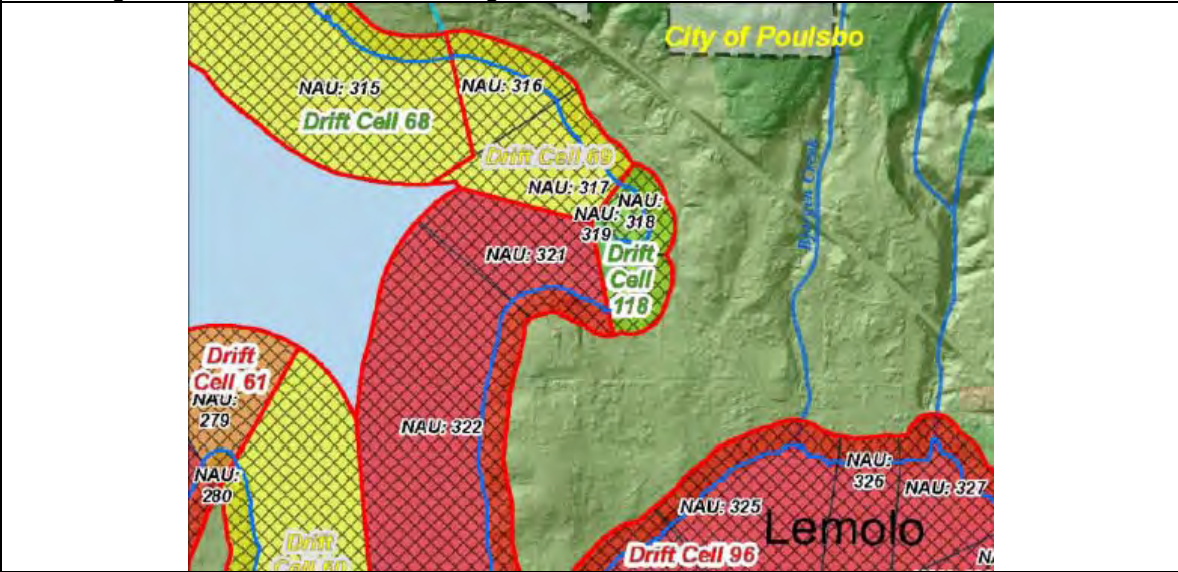 City of Poulsbo
NAU: 315
NAU: 316
Drift Cell 68
Drift Cell 69
NAU: 317
NAU:
318
NAU:
319
NAU: 321
Drift
Cell
118
Drift
Cell 61
NAU:
279
NAU: 322
NAU:
280
NAU:
326
NAU: 327
NAU: 325
Lemolo
Drift Cell 96
Drift
Creek